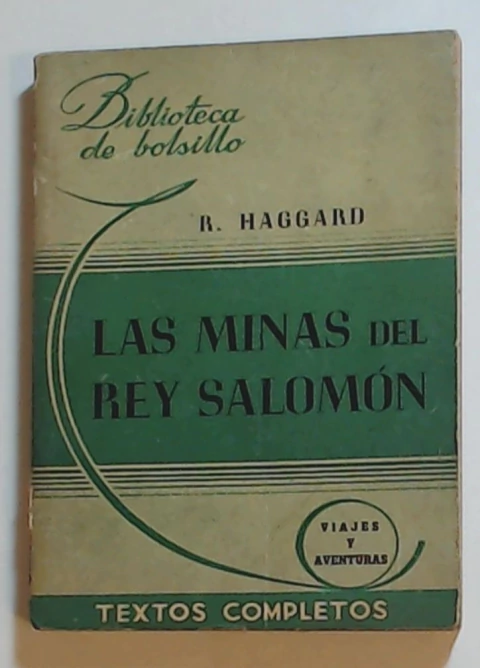 Biblioteca
de bolsillo
R. HAGGARD
LAS MINAS DEL
REY SALOMÓN
VIAJES
Y
AVENTURAS
TEXTOS COMPLETOS